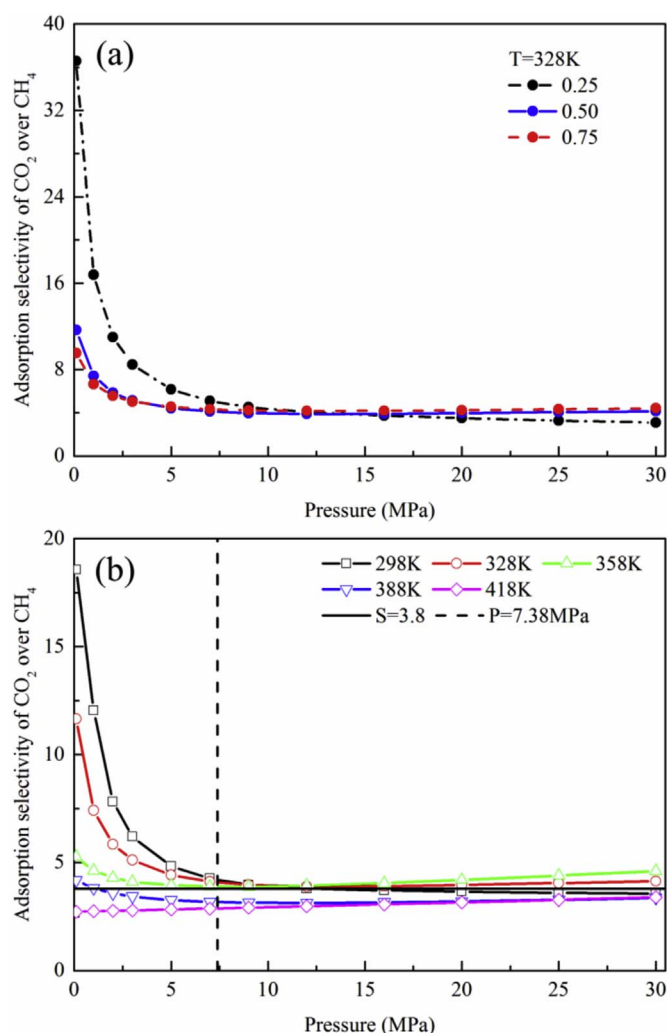 (a)
T=328K
0.25
0.50
0.75
Adsorption selectivity of CO₂ over CH₄
40
32
24
16
8
0
0 5 10 15 20 25 30
Pressure (MPa)
(b)
298K 328K 358K
388K 418K
S=3.8 P=7.38MPa
Adsorption selectivity of CO₂ over CH₄
20
15
10
5
0
0 5 10 15 20 25 30
Pressure (MPa)